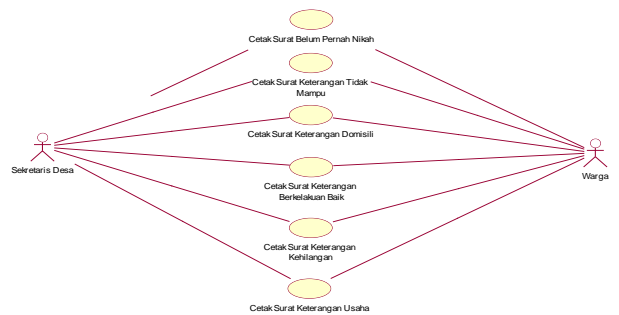 Cetak Surat Belum Pernah Nikah
Cetak Surat Keterangan Tidak
Mampu
Cetak Surat Keterangan Domisili
Sekretaris Desa
Warga
Cetak Surat Keterangan
Berkelakuan Baik
Cetak Surat Keterangan
Kehilangan
Cetak Surat Keterangan Usaha